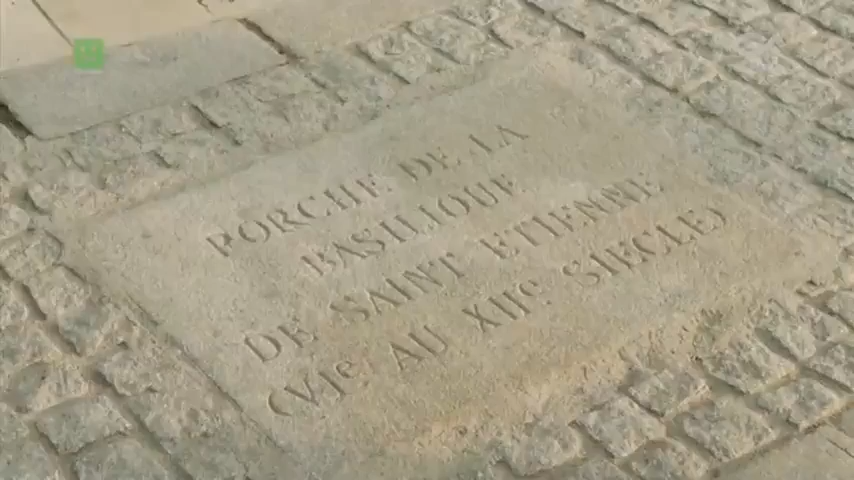 PORCHE DE LA
BASILIQUE
DE SAINT ETIENNE
(VIe AU XIIe SIECLE)